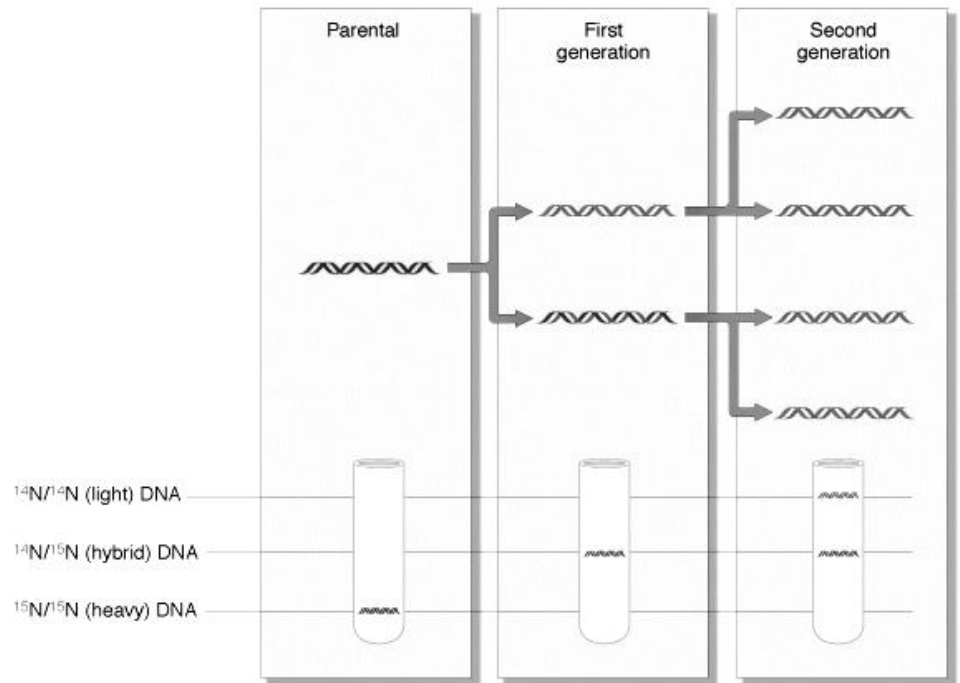 Parental
First
generation
Second
generation
¹⁴N/¹⁴N (light) DNA
¹⁴N/¹⁵N (hybrid) DNA
¹⁵N/¹⁵N (heavy) DNA